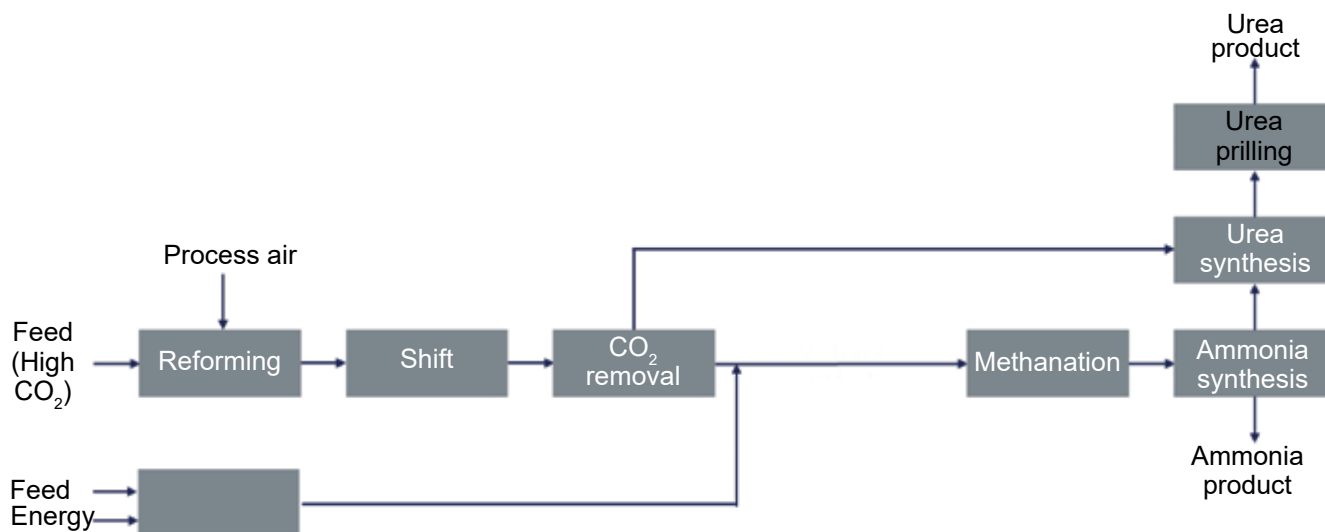 Urea
product
Urea
prilling
Urea
synthesis
Process air
Feed
(High
CO₂)
Reforming
Shift
CO₂
removal
Methanation
Ammonia
synthesis
Ammonia
product
Feed
Energy